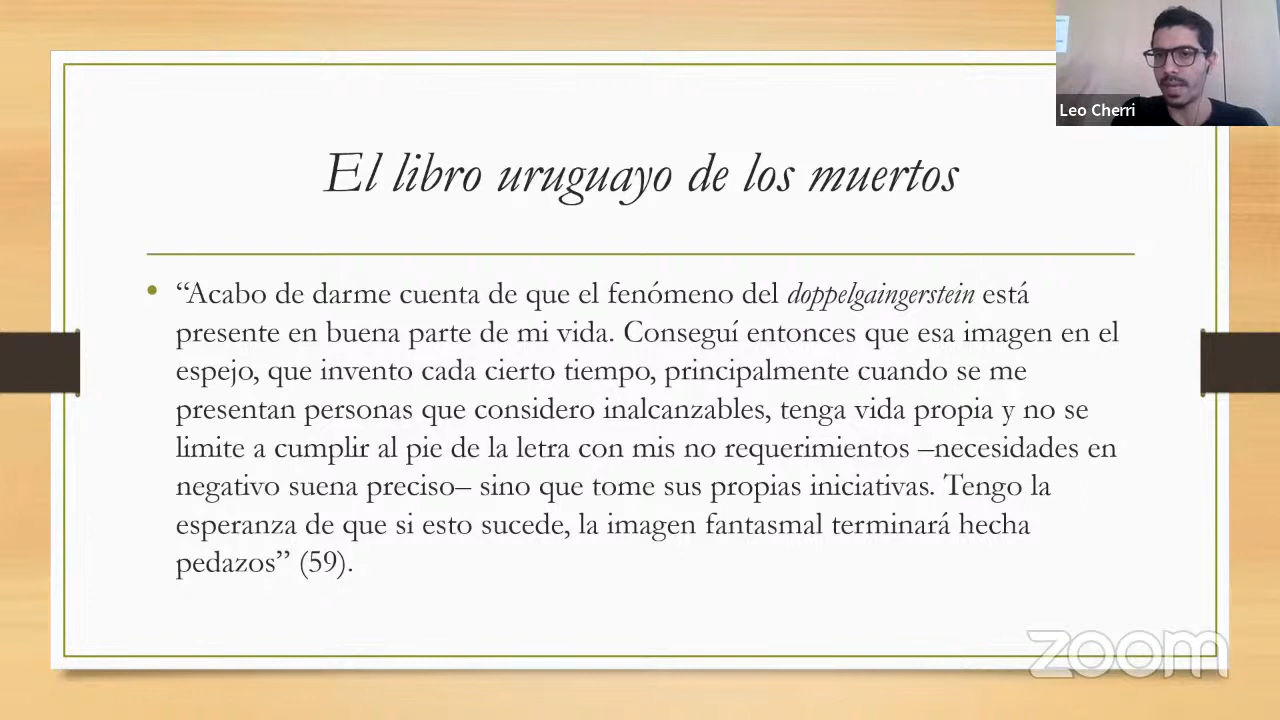 Leo Cherri
El libro uruguayo de los muertos
• “Acabo de darme cuenta de que el fenómeno del doppelgaingerstein está
presente en buena parte de mi vida. Conseguí entonces que esa imagen en el
espejo, que invento cada cierto tiempo, principalmente cuando se me
presentan personas que considero inalcanzables, tenga vida propia y no se
limite a cumplir al pie de la letra con mis no requerimientos –necesidades en
negativo suena preciso– sino que tome sus propias iniciativas. Tengo la
esperanza de que si esto sucede, la imagen fantasmal terminará hecha
pedazos” (59).
zoom